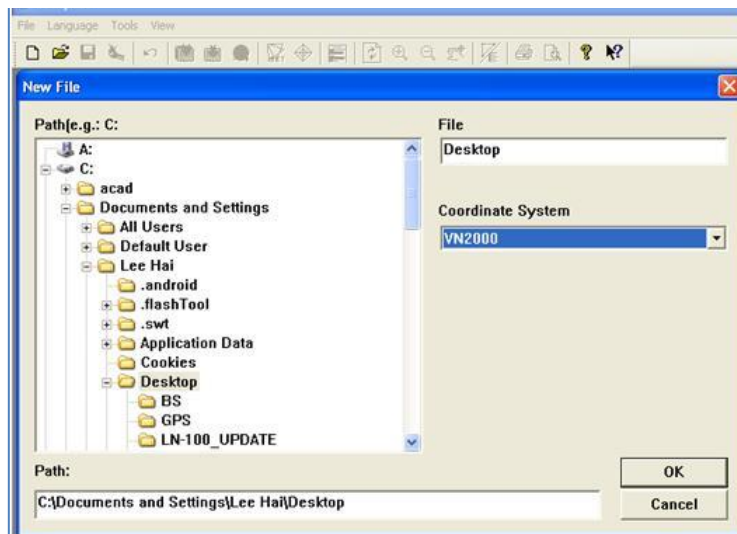 File Language Tools View
New File
Path(e.g.: C:
A:
C:
acad
Documents and Settings
All Users
Default User
Lee Hai
.android
.flashTool
.swt
Application Data
Cookies
Desktop
BS
GPS
LN-100_UPDATE
File
Desktop
Coordinate System
VN2000
Path:
C:\Documents and Settings\Lee Hai\Desktop
OK
Cancel